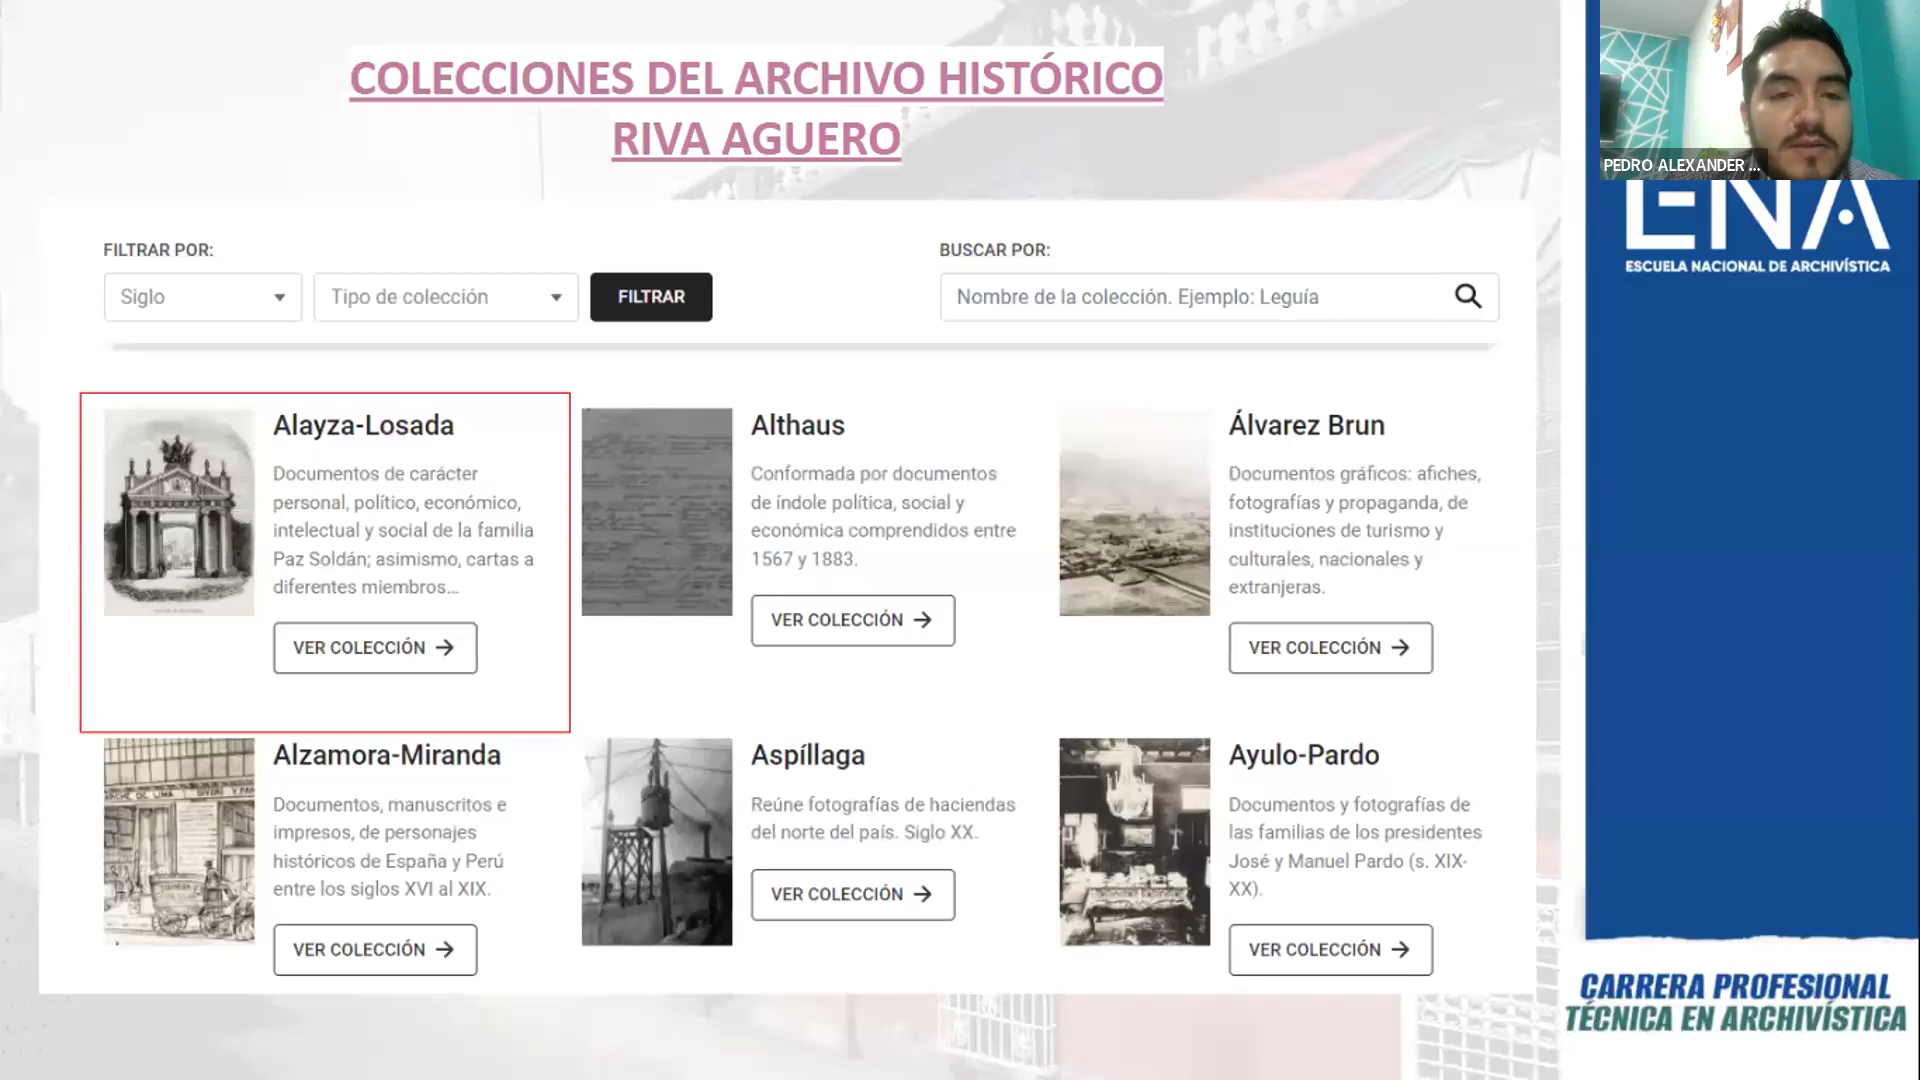 COLECCIONES DEL ARCHIVO HISTÓRICO
RIVA AGUERO
PEDRO ALEXANDER ...
ENA
ESCUELA NACIONAL DE ARCHIVÍSTICA
FILTRAR POR:
Siglo
Tipo de colección
FILTRAR
BUSCAR POR:
Nombre de la colección. Ejemplo: Leguía
Alayza-Losada
Documentos de carácter
personal, político, económico,
intelectual y social de la familia
Paz Soldán; asimismo, cartas a
diferentes miembros...
VER COLECCIÓN →
Althaus
Conformada por documentos
de índole política, social y
económica comprendidos entre
1567 y 1883.
VER COLECCIÓN →
Álvarez Brun
Documentos gráficos: afiches,
fotografías y propaganda, de
instituciones de turismo y
culturales, nacionales y
extranjeras.
VER COLECCIÓN →
Alzamora-Miranda
Documentos, manuscritos e
impresos, de personajes
históricos de España y Perú
entre los siglos XVI al XIX.
VER COLECCIÓN →
Aspíllaga
Reúne fotografías de haciendas
del norte del país. Siglo XX.
VER COLECCIÓN →
Ayulo-Pardo
Documentos y fotografías de
las familias de los presidentes
José y Manuel Pardo (s. XIX-
XX).
VER COLECCIÓN →
CARRERA PROFESIONAL
TÉCNICA EN ARCHIVÍSTICA